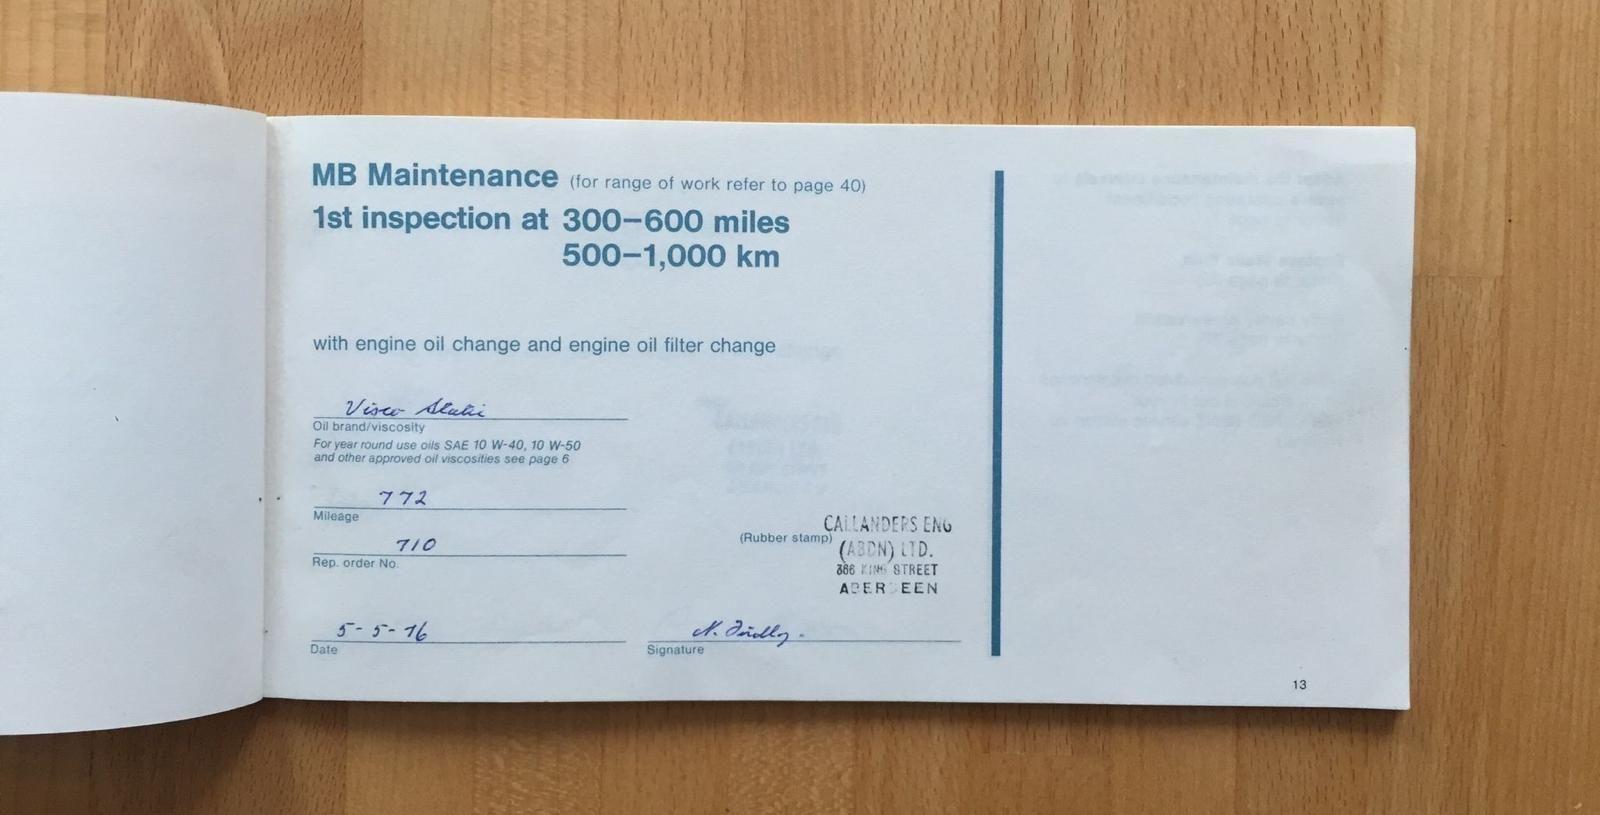 MB Maintenance (for range of work refer to page 40)
1st inspection at 300–600 miles
500–1,000 km
with engine oil change and engine oil filter change
Visco Static
Oil brand/viscosity
For year round use oils SAE 10 W-40, 10 W-50
and other approved oil viscosities see page 6
772
Mileage
710
Rep. order No.
(Rubber stamp)
CALLANDERS ENG
(ABDN) LTD.
386 KING STREET
ABERDEEN
5-5-76
Date
N.
Signature
13